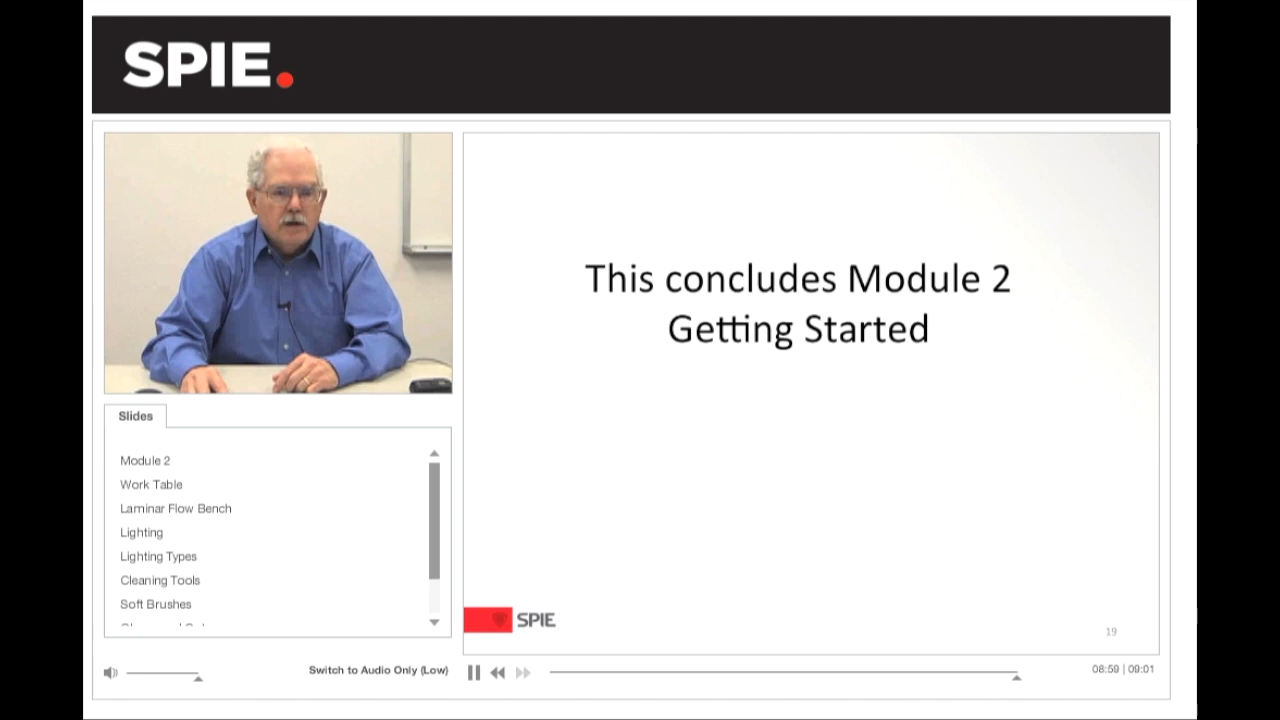 SPIE.
This concludes Module 2
Getting Started
Slides
Module 2
Work Table
Laminar Flow Bench
Lighting
Lighting Types
Cleaning Tools
Soft Brushes
SPIE
19
Switch to Audio Only (Low)
08:59 | 09:01